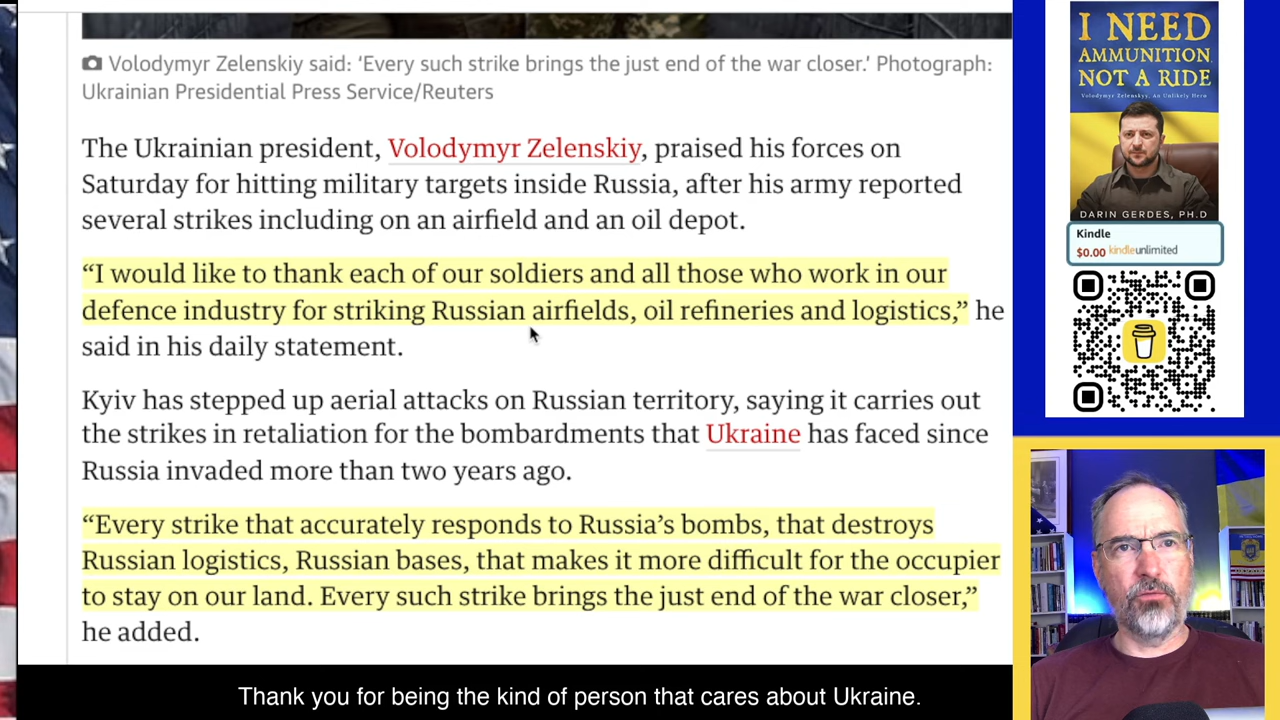 Volodymyr Zelenskiy said: ‘Every such strike brings the just end of the war closer.’ Photograph:
Ukrainian Presidential Press Service/Reuters
The Ukrainian president, Volodymyr Zelenskiy, praised his forces on
Saturday for hitting military targets inside Russia, after his army reported
several strikes including on an airfield and an oil depot.
“I would like to thank each of our soldiers and all those who work in our
defence industry for striking Russian airfields, oil refineries and logistics,” he
said in his daily statement.
Kyiv has stepped up aerial attacks on Russian territory, saying it carries out
the strikes in retaliation for the bombardments that Ukraine has faced since
Russia invaded more than two years ago.
“Every strike that accurately responds to Russia’s bombs, that destroys
Russian logistics, Russian bases, that makes it more difficult for the occupier
to stay on our land. Every such strike brings the just end of the war closer,”
he added.
Thank you for being the kind of person that cares about Ukraine.
I NEED
AMMUNITION,
NOT A RIDE
Volodymyr Zelenskyy, An Unlikely Hero
DARIN GERDES, PH.D
Kindle
$0.00 kindleunlimited